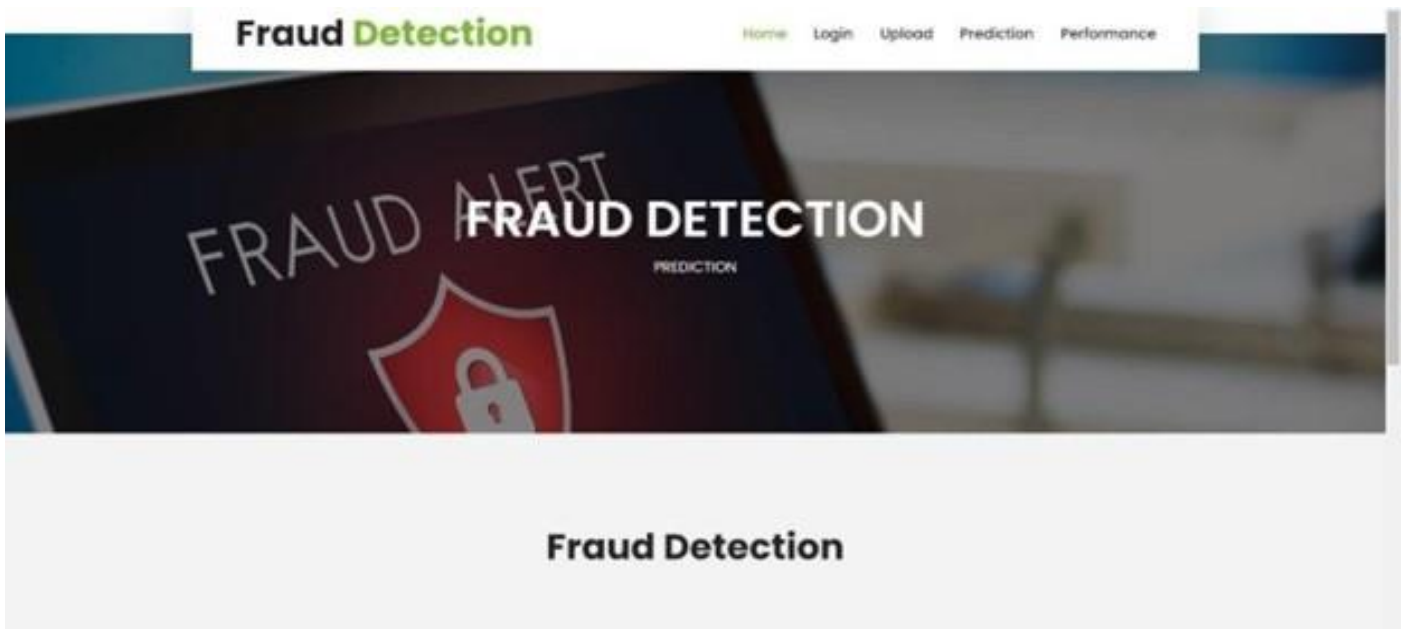 Fraud Detection
Home Login Upload Prediction Performance
FRAUD ALERT
FRAUD DETECTION
PREDICTION
Fraud Detection